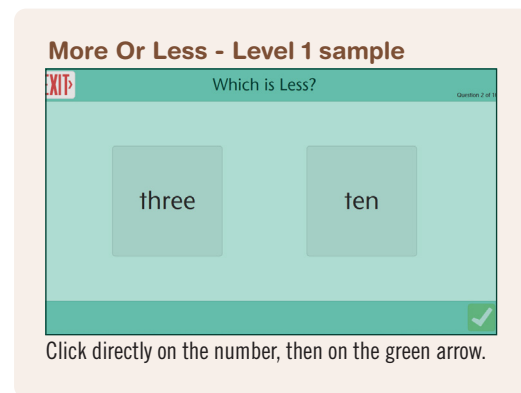 More Or Less - Level 1 sample
EXIT
Which is Less?
Question 2 of 10
three
ten
Click directly on the number, then on the green arrow.